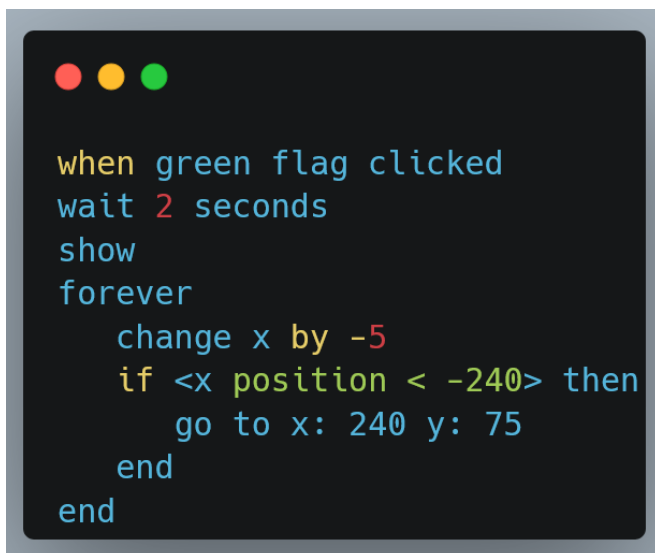 when green flag clicked
wait 2 seconds
show
forever
   change x by -5
   if <x position < -240> then
      go to x: 240 y: 75
   end
end